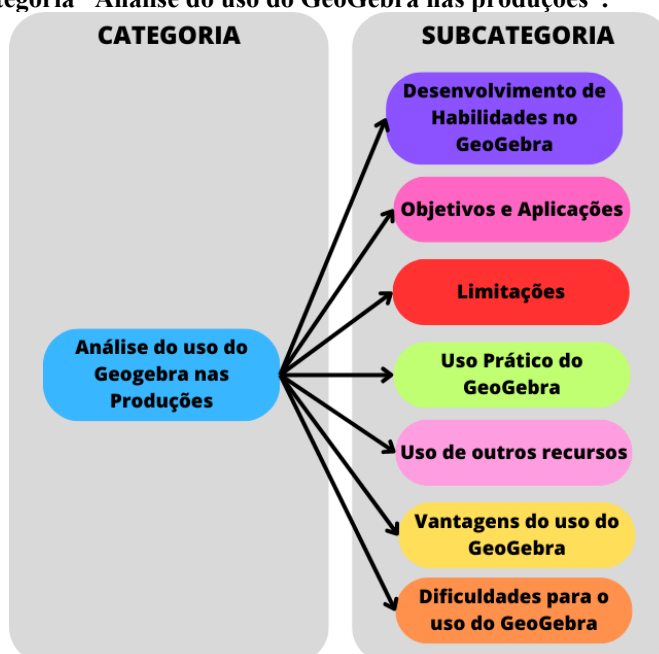 tegoria "Análise do uso do GeoGebra nas produções".
CATEGORIA
SUBCATEGORIA
Desenvolvimento de
Habilidades no
GeoGebra
Objetivos e Aplicações
Limitações
Análise do uso do
Geogebra nas
Produções
Uso Prático do
GeoGebra
Uso de outros recursos
Vantagens do uso do
GeoGebra
Dificuldades para o
uso do GeoGebra